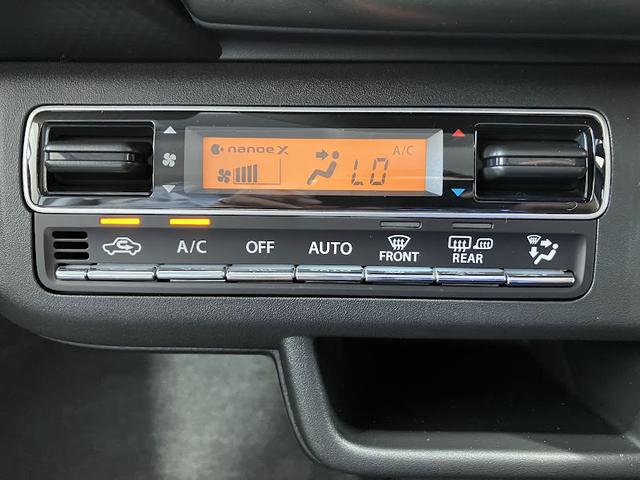 nanoe X
A/C
LO
A/C
OFF
AUTO
FRONT
REAR